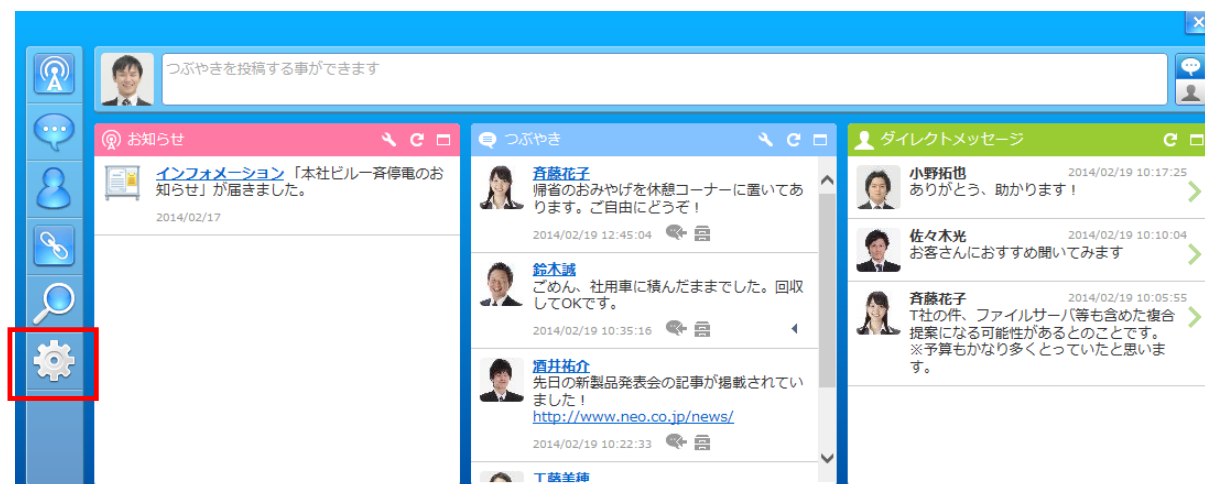 つぶやきを投稿する事ができます
お知らせ
インフォメーション「本社ビル一斉停電のお
知らせ」が届きました。
2014/02/17
つぶやき
斉藤花子
帰省のおみやげを休憩コーナーに置いてあ
ります。ご自由にどうぞ！
2014/02/19 12:45:04
鈴木誠
ごめん、社用車に積んだままでした。回収
してOKです。
2014/02/19 10:35:16
酒井祐介
先日の新製品発表会の記事が掲載されてい
ました！
http://www.neo.co.jp/news/
2014/02/19 10:22:33
工藤美穂
ダイレクトメッセージ
小野拓也 2014/02/19 10:17:25
ありがとう、助かります！
佐々木光 2014/02/19 10:10:04
お客さんにおすすめ聞いてみます
斉藤花子 2014/02/19 10:05:55
T社の件、ファイルサーバ等も含めた複合
提案になる可能性があるとのことです。
※予算もかなり多くとっていたと思いま
す。